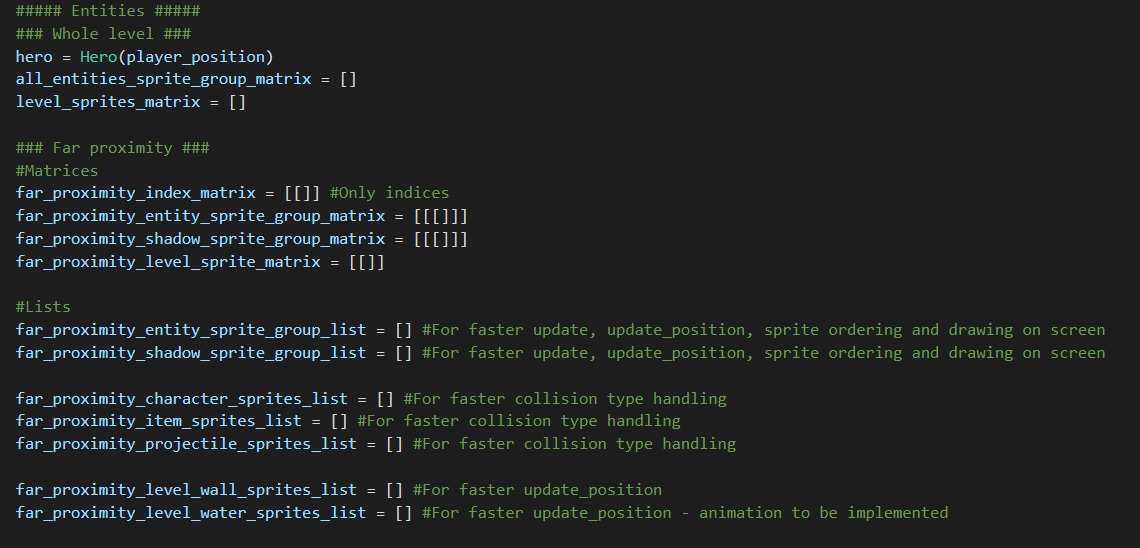 ##### Entities #####
### Whole level ###
hero = Hero(player_position)
all_entities_sprite_group_matrix = []
level_sprites_matrix = []
### Far proximity ###
#Matrices
far_proximity_index_matrix = [[]] #Only indices
far_proximity_entity_sprite_group_matrix = [[[]]]
far_proximity_shadow_sprite_group_matrix = [[[]]]
far_proximity_level_sprite_matrix = [[]]
#Lists
far_proximity_entity_sprite_group_list = [] #For faster update, update_position, sprite ordering and drawing on screen
far_proximity_shadow_sprite_group_list = [] #For faster update, update_position, sprite ordering and drawing on screen
far_proximity_character_sprites_list = [] #For faster collision type handling
far_proximity_item_sprites_list = [] #For faster collision type handling
far_proximity_projectile_sprites_list = [] #For faster collision type handling
far_proximity_level_wall_sprites_list = [] #For faster update_position
far_proximity_level_water_sprites_list = [] #For faster update_position - animation to be implemented